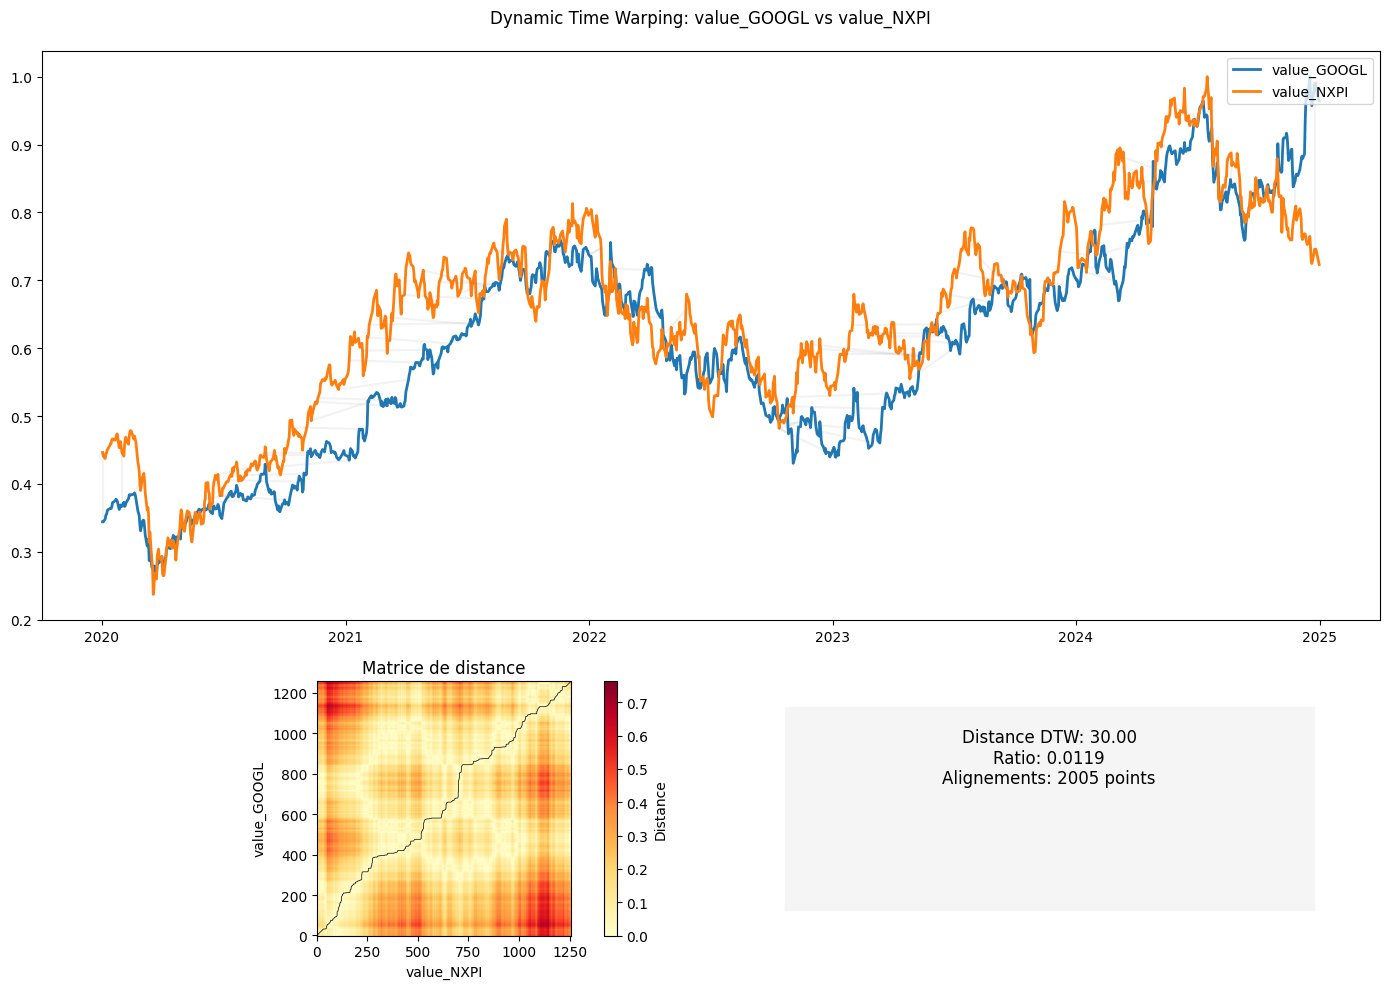 Dynamic Time Warping: value_GOOGL vs value_NXPI
1.0
0.9
0.8
0.7
0.6
0.5
0.4
0.3
0.2
value_GOOGL
value_NXPI
2020 2021 2022 2023 2024 2025
Matrice de distance
1200
1000
800
600
400
200
0
value_GOOGL
0 250 500 750 1000 1250
value_NXPI
0.7
0.6
0.5
0.4
0.3
0.2
0.1
0.0
Distance
Distance DTW: 30.00
Ratio: 0.0119
Alignements: 2005 points